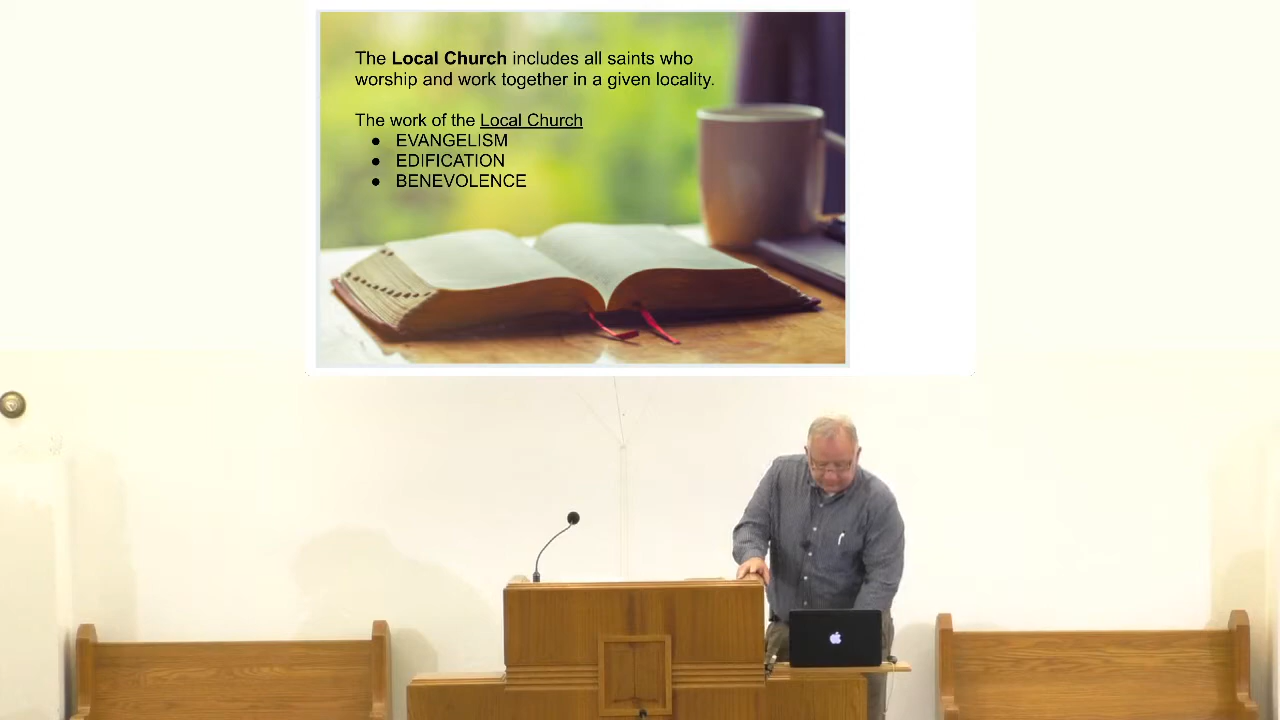 The Local Church includes all saints who
worship and work together in a given locality.
The work of the Local Church
● EVANGELISM
● EDIFICATION
● BENEVOLENCE